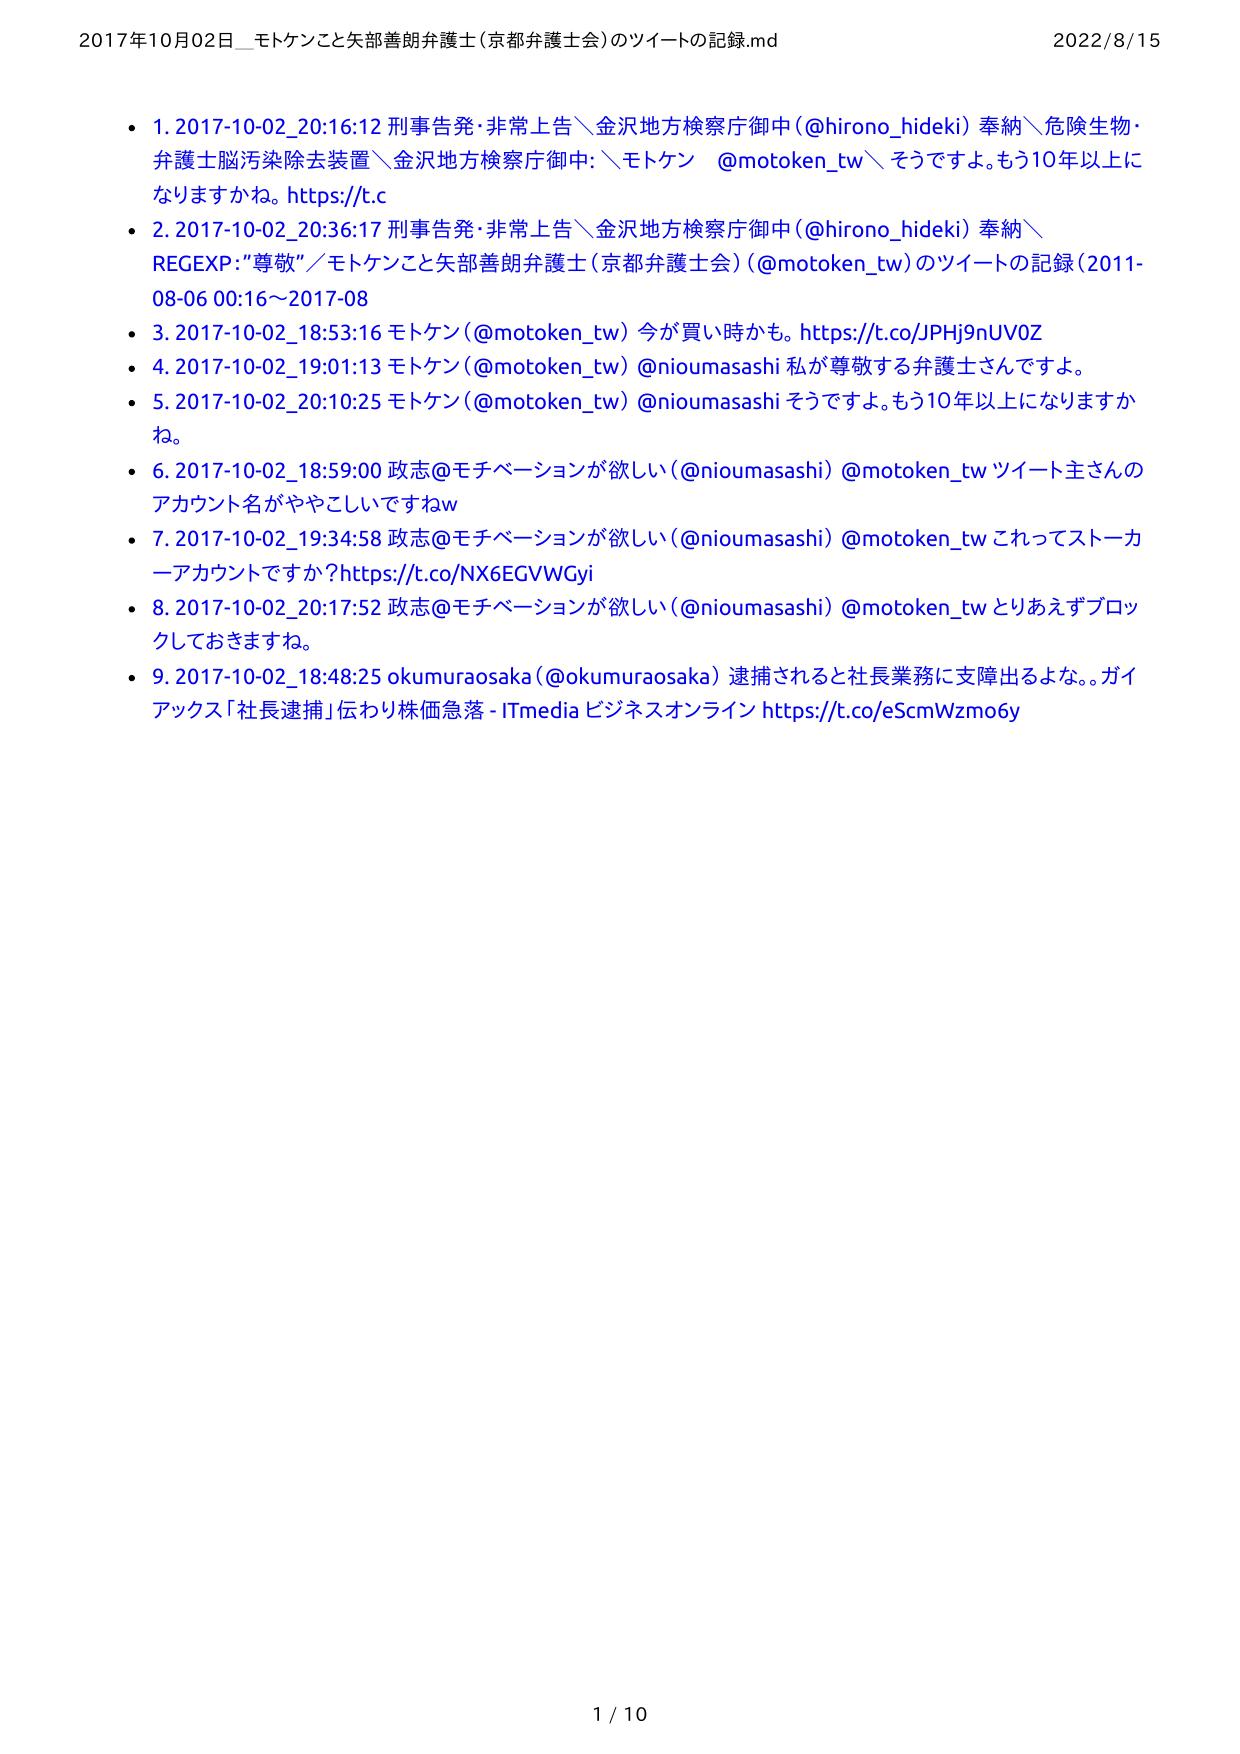 2017年10月02日__モトケンこと矢部善朗弁護士（京都弁護士会）のツイートの記録.md 2022/8/15
• 1. 2017-10-02_20:16:12 刑事告発・非常上告＼金沢地方検察庁御中（@hirono_hideki） 奉納＼危険生物・
弁護士脳汚染除去装置＼金沢地方検察庁御中: ＼モトケン　@motoken_tw＼ そうですよ。もう10年以上に
なりますかね。 https://t.c
• 2. 2017-10-02_20:36:17 刑事告発・非常上告＼金沢地方検察庁御中（@hirono_hideki） 奉納＼
REGEXP：”尊敬”／モトケンこと矢部善朗弁護士（京都弁護士会）（@motoken_tw）のツイートの記録（2011-
08-06 00:16〜2017-08
• 3. 2017-10-02_18:53:16 モトケン（@motoken_tw） 今が買い時かも。 https://t.co/JPHj9nUV0Z
• 4. 2017-10-02_19:01:13 モトケン（@motoken_tw） @nioumasashi 私が尊敬する弁護士さんですよ。
• 5. 2017-10-02_20:10:25 モトケン（@motoken_tw） @nioumasashi そうですよ。もう10年以上になりますか
ね。
• 6. 2017-10-02_18:59:00 政志@モチベーションが欲しい（@nioumasashi） @motoken_tw ツイート主さんの
アカウント名がややこしいですねw
• 7. 2017-10-02_19:34:58 政志@モチベーションが欲しい（@nioumasashi） @motoken_tw これってストーカ
ーアカウントですか？https://t.co/NX6EGVWGyi
• 8. 2017-10-02_20:17:52 政志@モチベーションが欲しい（@nioumasashi） @motoken_tw とりあえずブロッ
クしておきますね。
• 9. 2017-10-02_18:48:25 okumuraosaka（@okumuraosaka） 逮捕されると社長業務に支障出るよな。。ガイ
アックス「社長逮捕」伝わり株価急落 - ITmedia ビジネスオンライン https://t.co/eScmWzmo6y
1 / 10